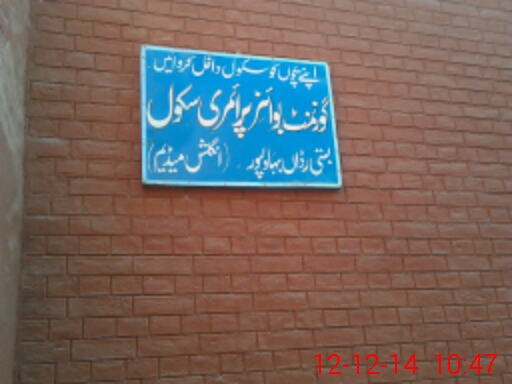 اپنے بچوں کو سکول داخل کروائیں۔
گورنمنٹ بوائز پرائمری سکول
بستی رڈاں بہاولپور (انگلش میڈیم)
12-12-14 10:47